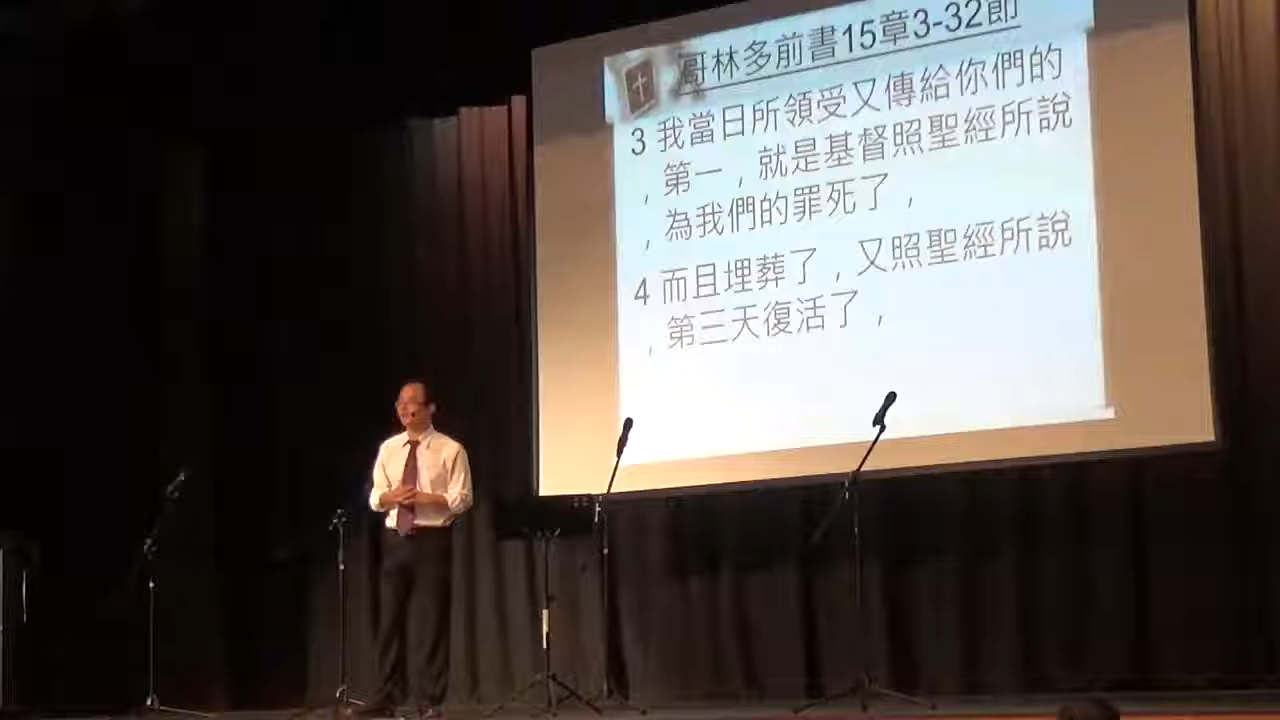 哥林多前書15章3-32節
3 我當日所領受又傳給你們的
，第一，就是基督照聖經所說
，為我們的罪死了，
4 而且埋葬了，又照聖經所說
，第三天復活了，